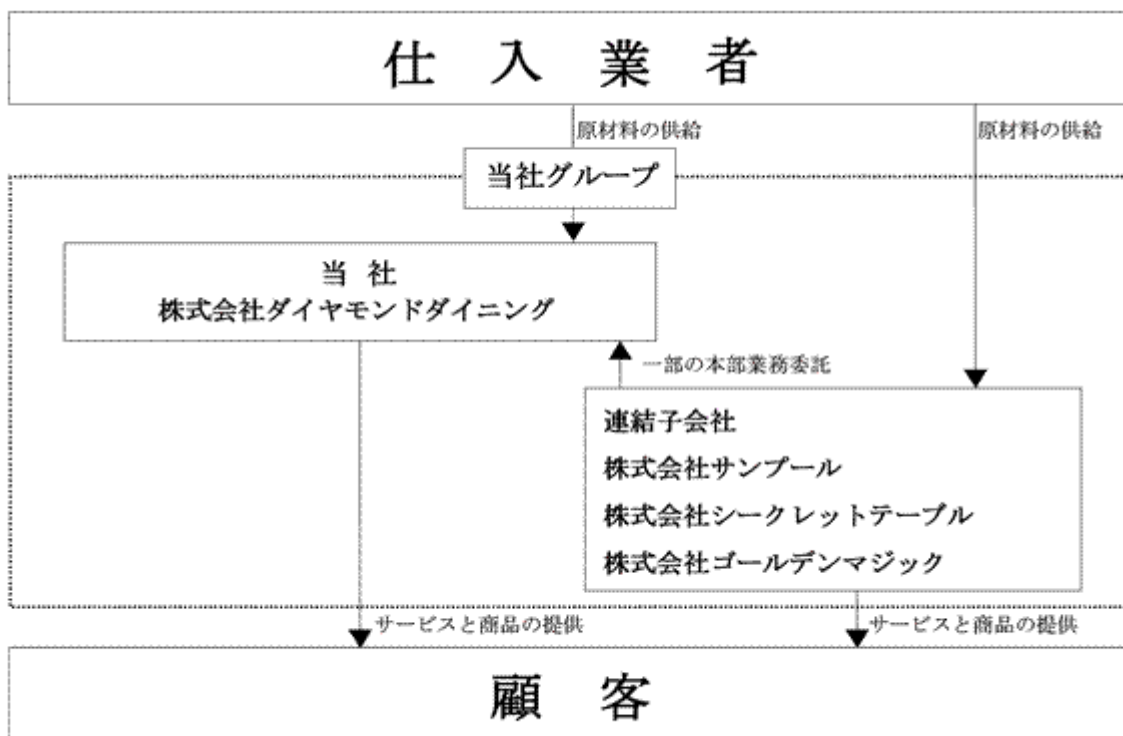 仕入業者
原材料の供給
原材料の供給
当社グループ
当社
株式会社ダイヤモンドダイニング
一部の本部業務委託
連結子会社
株式会社サンプール
株式会社シークレットテーブル
株式会社ゴールデンマジック
サービスと商品の提供
サービスと商品の提供
顧客